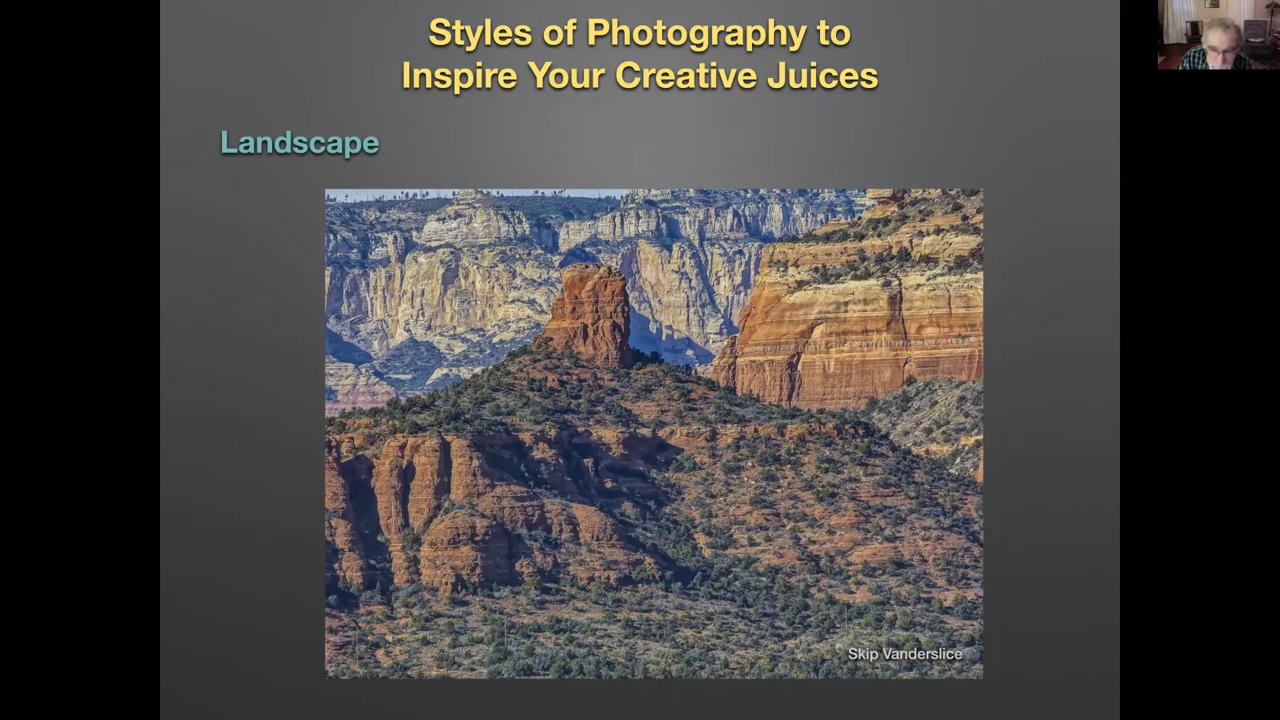 Styles of Photography to
Inspire Your Creative Juices
Landscape
Skip Vanderslice